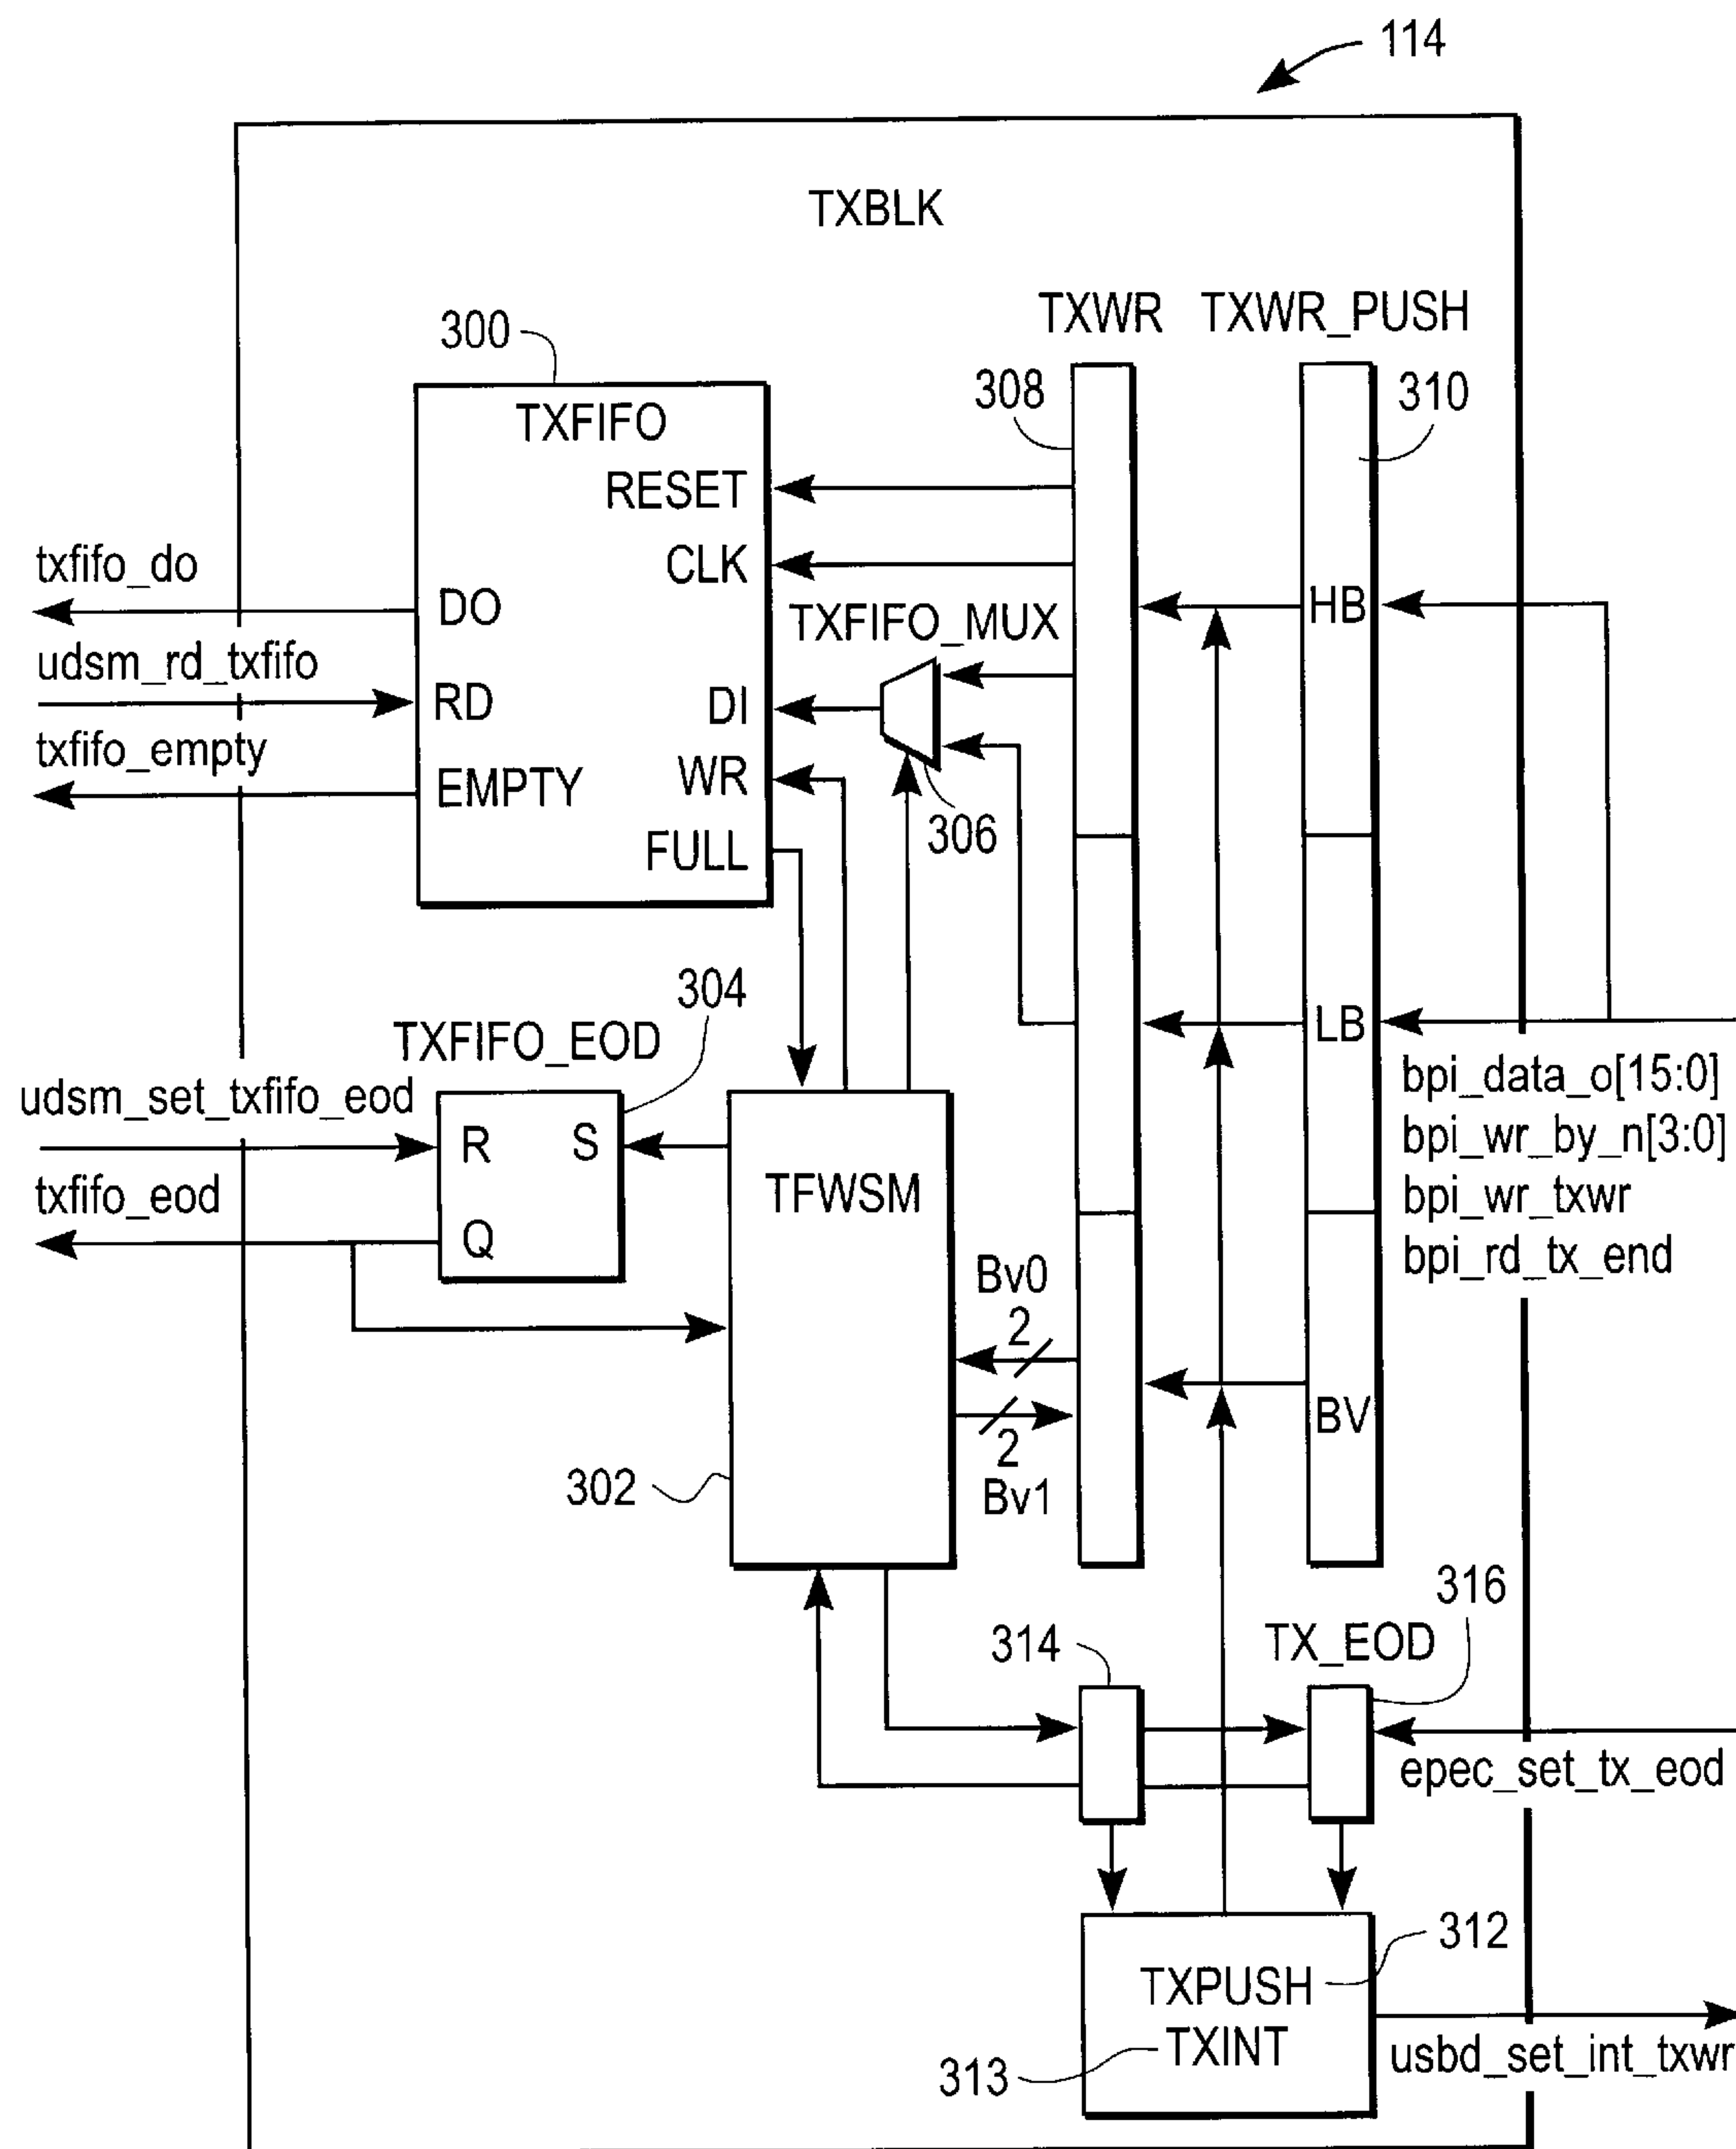 114
TXBLK
TXWR TXWR_PUSH
300
308
310
TXFIFO
RESET
CLK
txfifo_do
DO
HB
TXFIFO_MUX
udsm_rd_txfifo
RD
DI
txfifo_empty
EMPTY
WR
306
FULL
304
TXFIFO_EOD
LB
udsm_set_txfifo_eod
R S
bpi_data_o[15:0]
bpi_wr_by_n[3:0]
TFWSM
txfifo_eod
bpi_wr_txwr
Q
bpi_rd_tx_end
Bv0
2
BV
2
302
Bv1
316
314
TX_EOD
epec_set_tx_eod
312
TXPUSH
TXINT
usbd_set_int_txwr
313